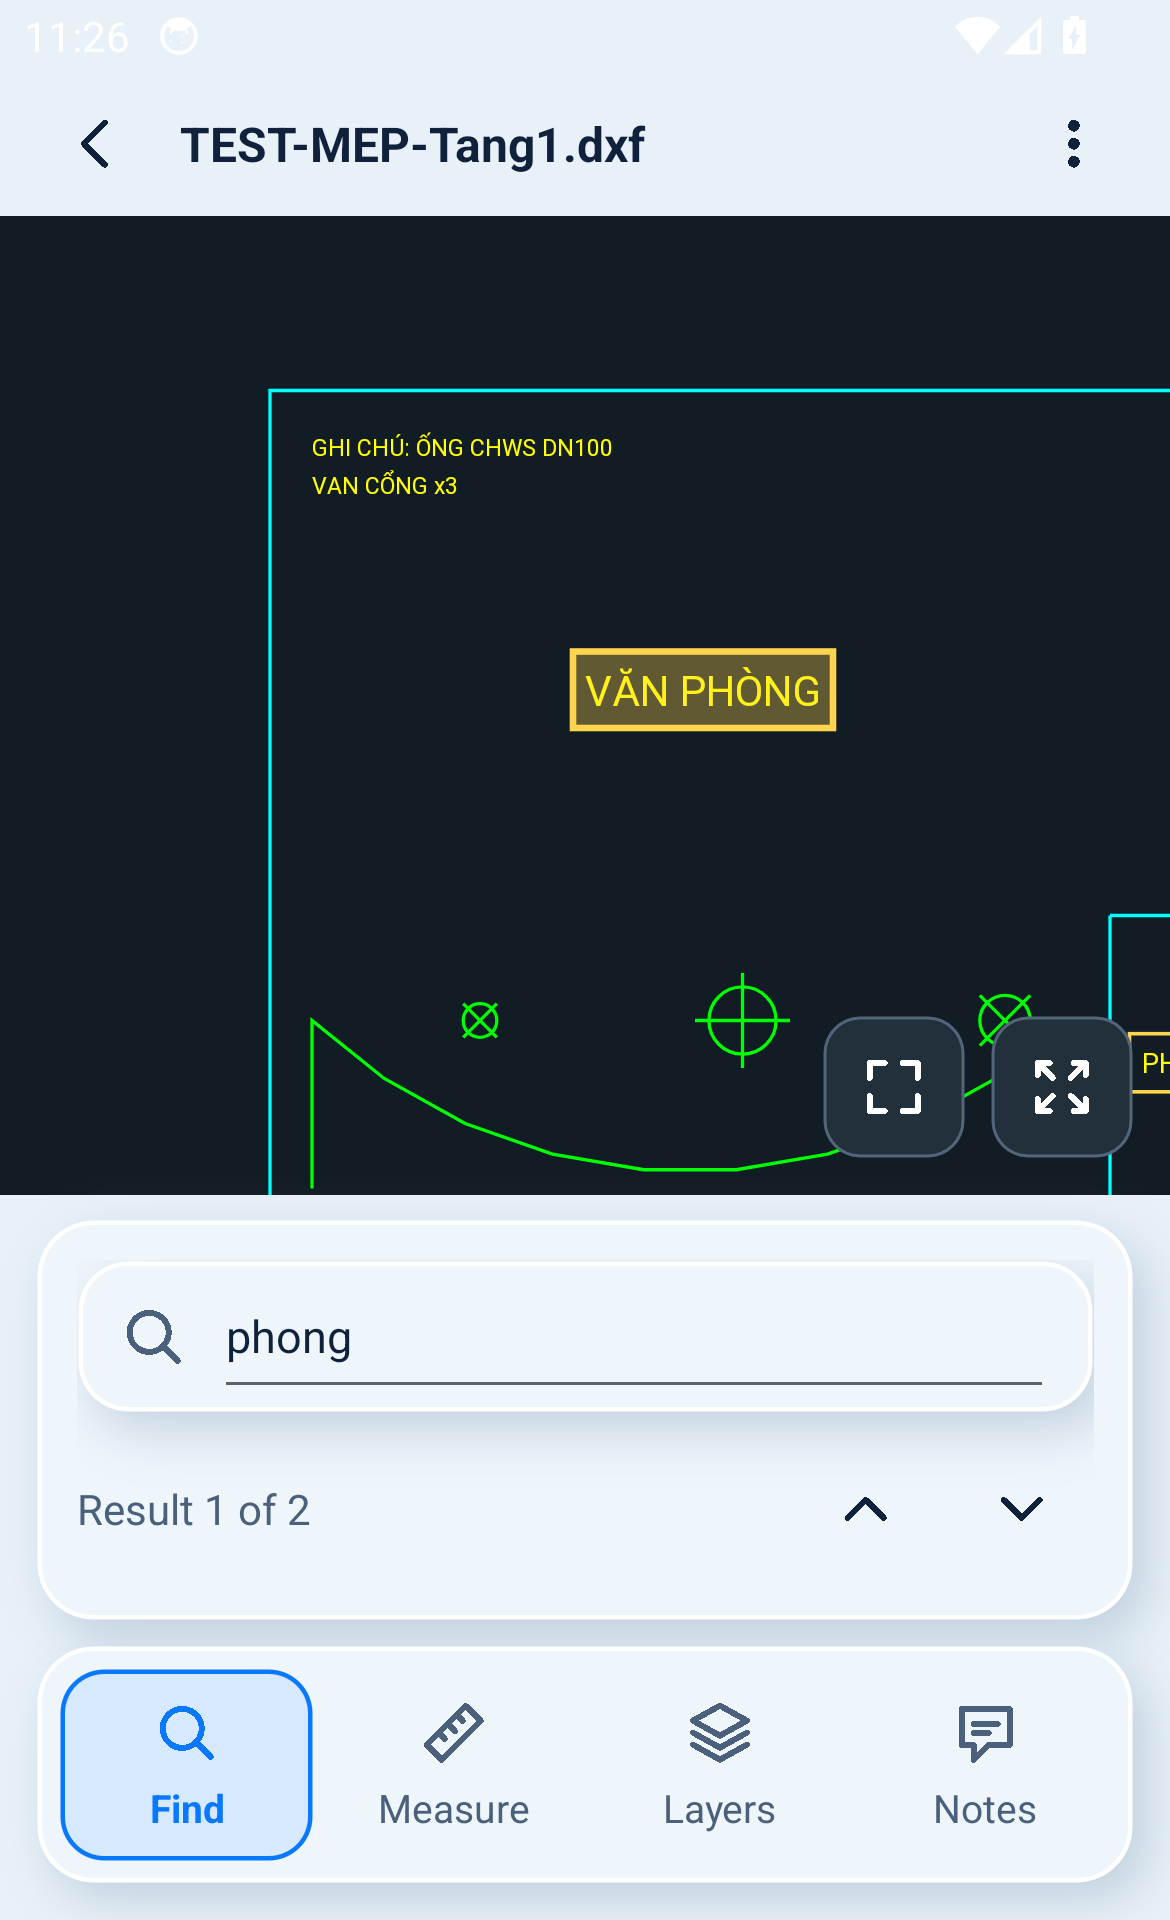 11:26
TEST-MEP-Tang1.dxf
GHI CHÚ: ỐNG CHWS DN100
VAN CỔNG x3
VĂN PHÒNG
PH
phong
Result 1 of 2
Find
Measure
Layers
Notes